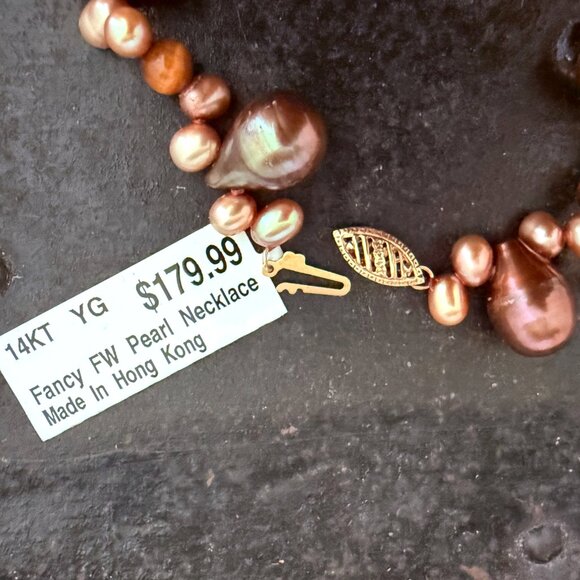 14KT YG $179.99
Fancy FW Pearl Necklace
Made In Hong Kong